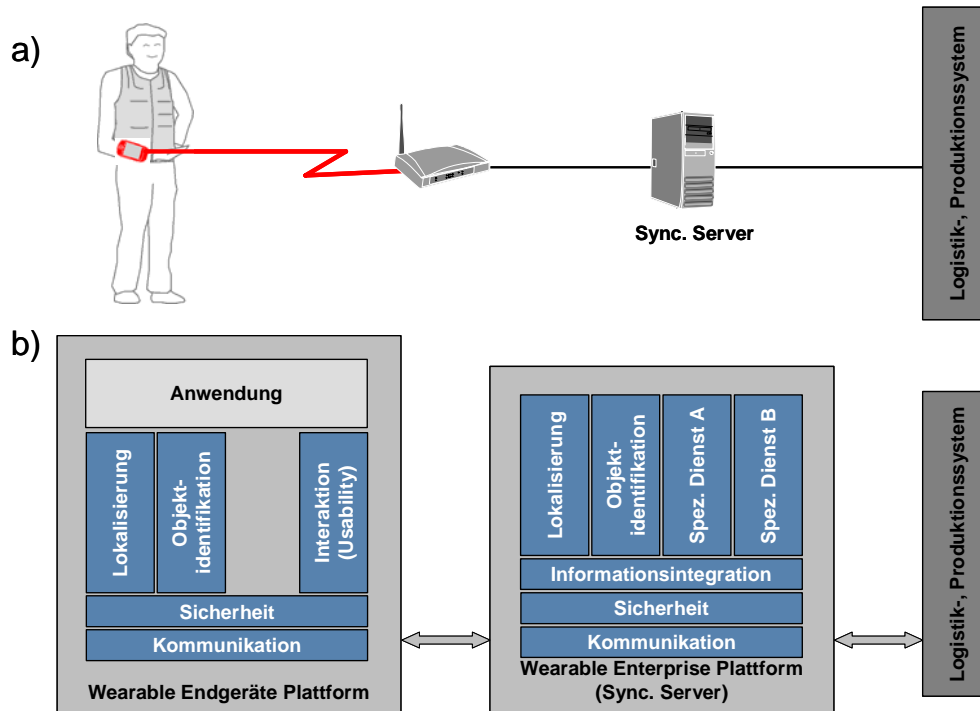 a)
Sync. Server
Logistik-, Produktionssystem
b)
Anwendung
Lokalisierung
Objekt-
identifikation
Interaktion
(Usability)
Sicherheit
Kommunikation
Wearable Endgeräte Plattform
Lokalisierung
Objekt-
identifikation
Spez. Dienst A
Spez. Dienst B
Informationsintegration
Sicherheit
Kommunikation
Wearable Enterprise Plattform
(Sync. Server)
Logistik-, Produktionssystem